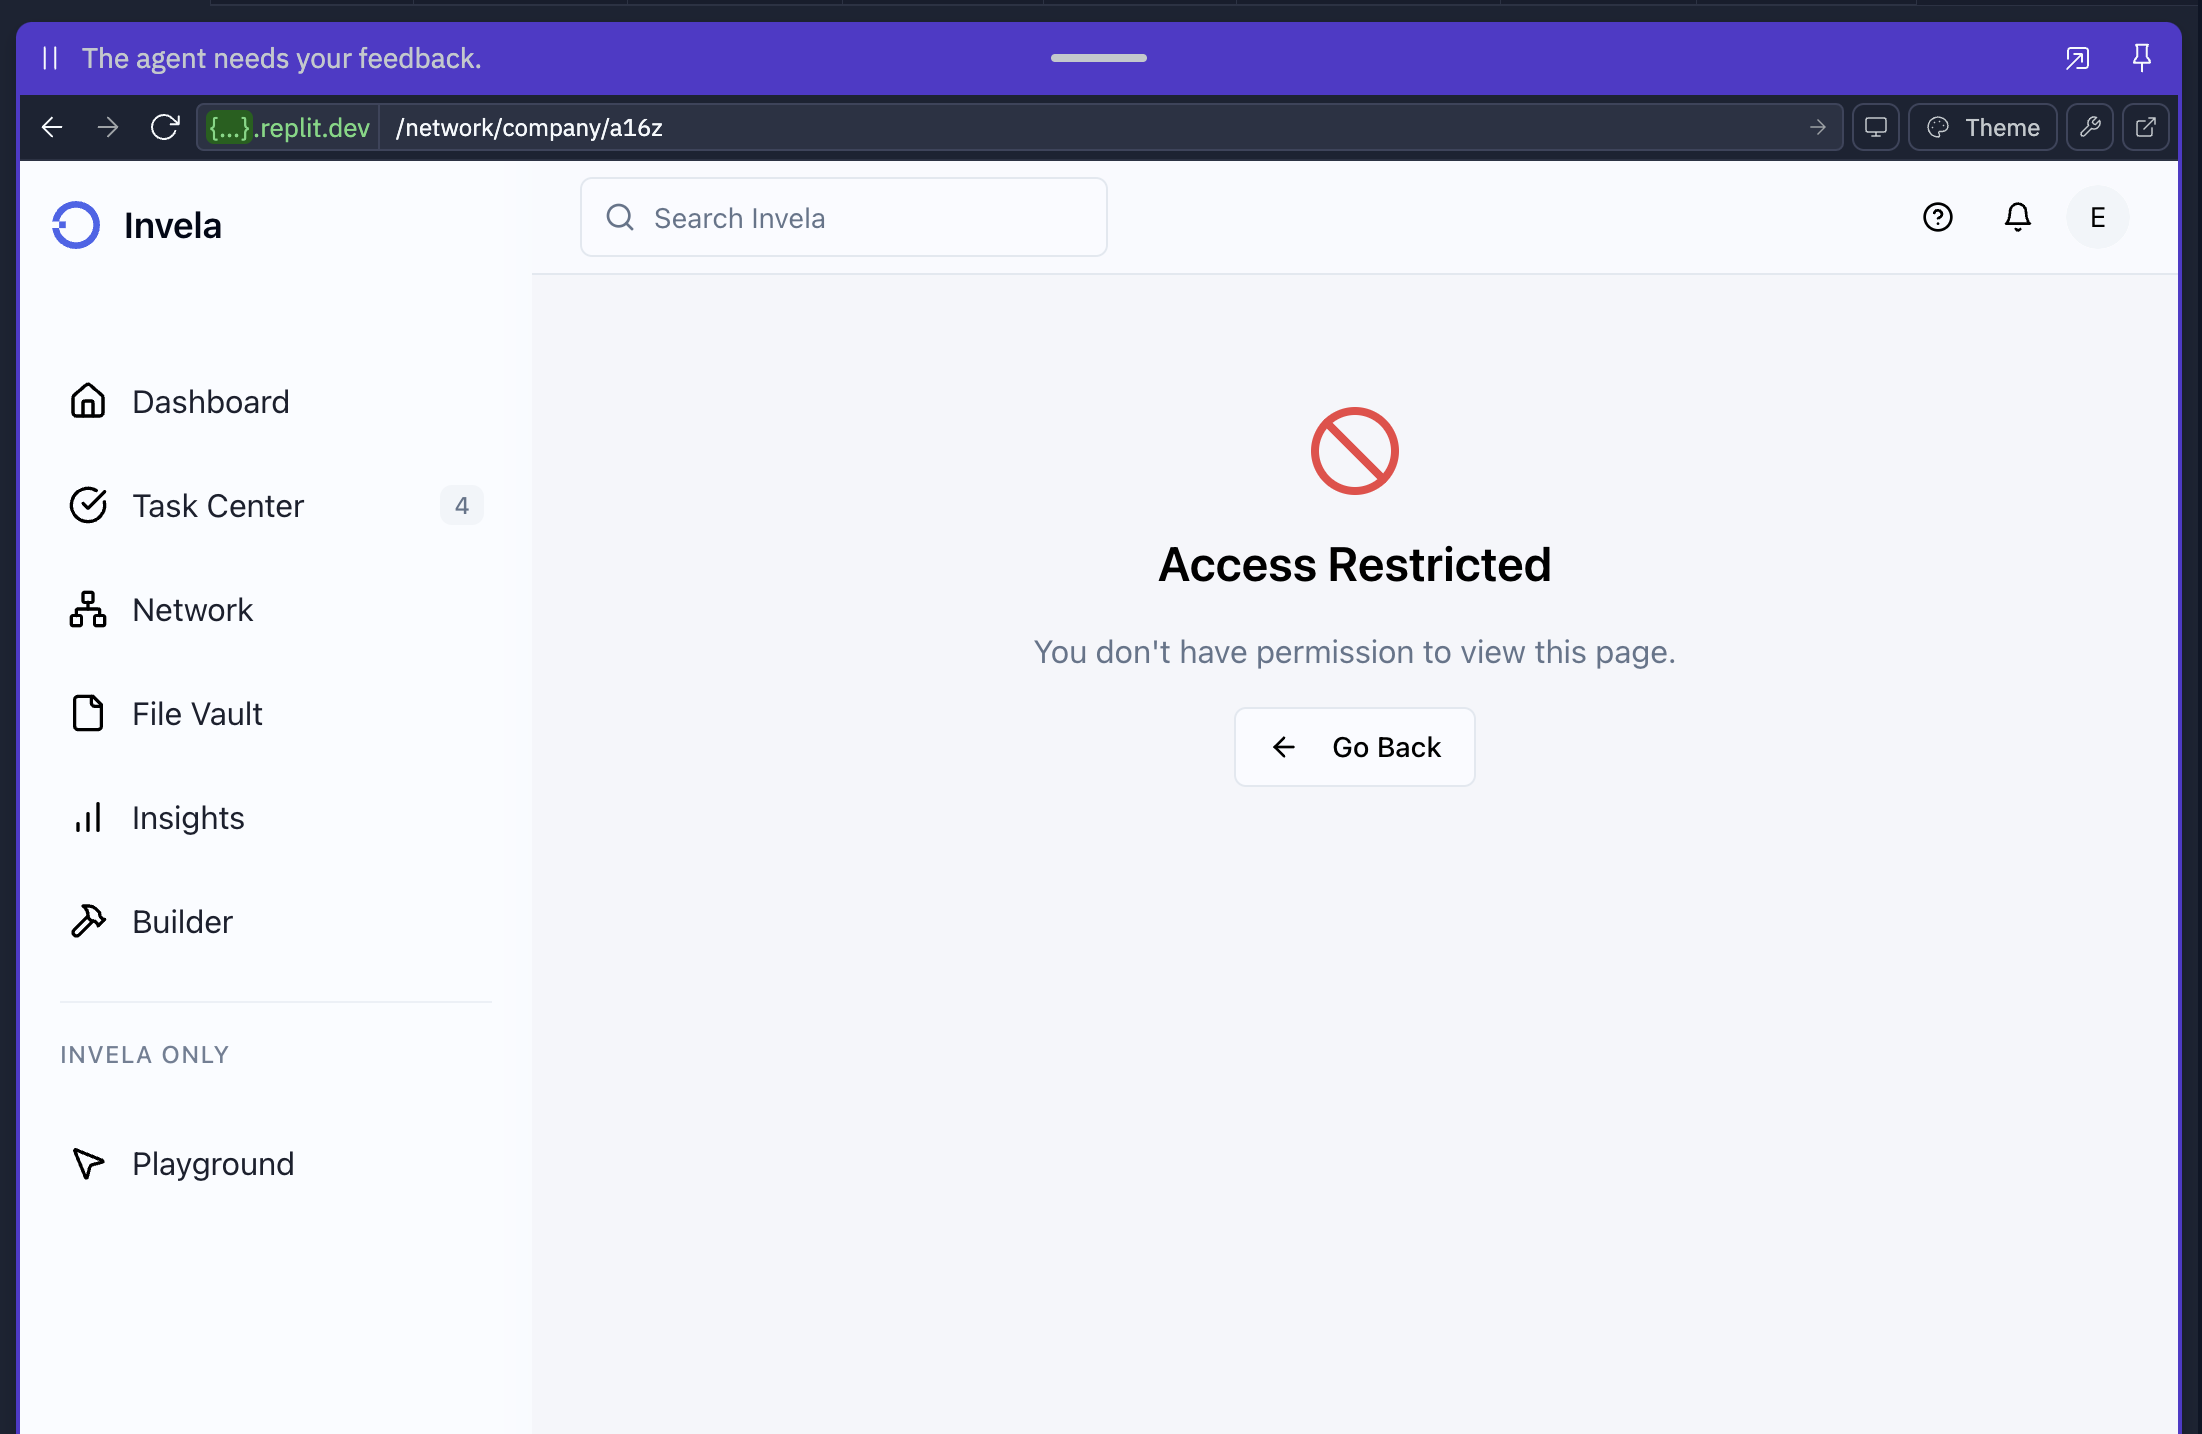 The agent needs your feedback.
{...}.replit.dev /network/company/a16z
Theme
Invela
Search Invela
E
Dashboard
Task Center 4
Network
File Vault
Insights
Builder
INVELA ONLY
Playground
Access Restricted
You don't have permission to view this page.
Go Back